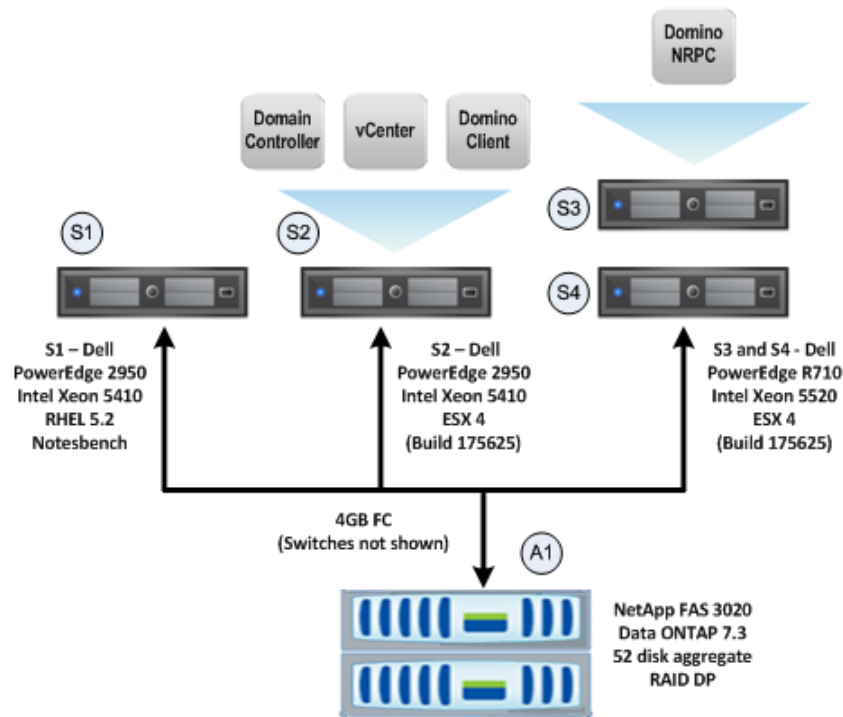 Domino
NRPC
Domain
Controller
vCenter
Domino
Client
S3
S1
S2
S4
S1 – Dell
PowerEdge 2950
Intel Xeon 5410
RHEL 5.2
Notesbench
S2 – Dell
PowerEdge 2950
Intel Xeon 5410
ESX 4
(Build 175625)
S3 and S4 - Dell
PowerEdge R710
Intel Xeon 5520
ESX 4
(Build 175625)
4GB FC
(Switches not shown)
A1
NetApp FAS 3020
Data ONTAP 7.3
52 disk aggregate
RAID DP